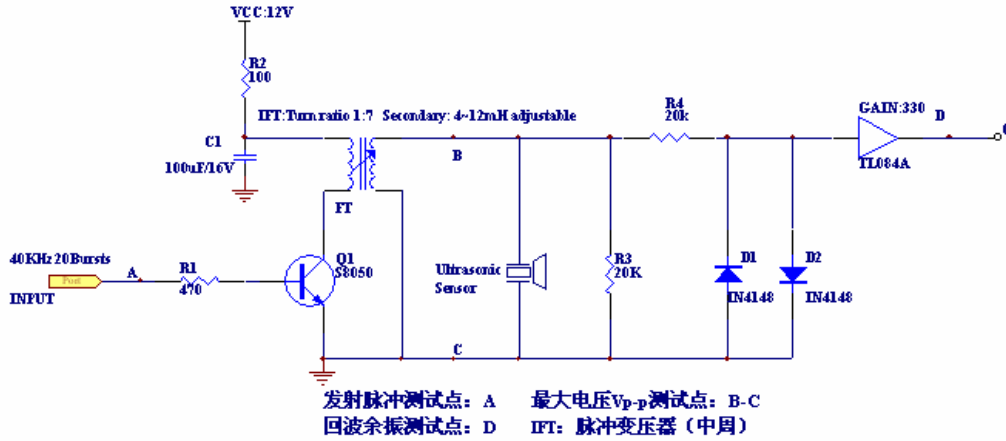 VCC:12V
R2
100
IFT:Turn ratio 1:7 Secondary: 4~12mH adjustable
R4
20k
GAIN:330
D
C1
100uF/16V
B
TL084A
FT
40KHz 20Bursts
A
R1
Q1
S8050
Port
470
INPUT
Ultrasonic
Sensor
R3
20K
D1
D2
IN4148
IN4148
C
发射脉冲测试点：A 最大电压Vp-p测试点：B-C
回波余振测试点：D IFT：脉冲变压器（中周）